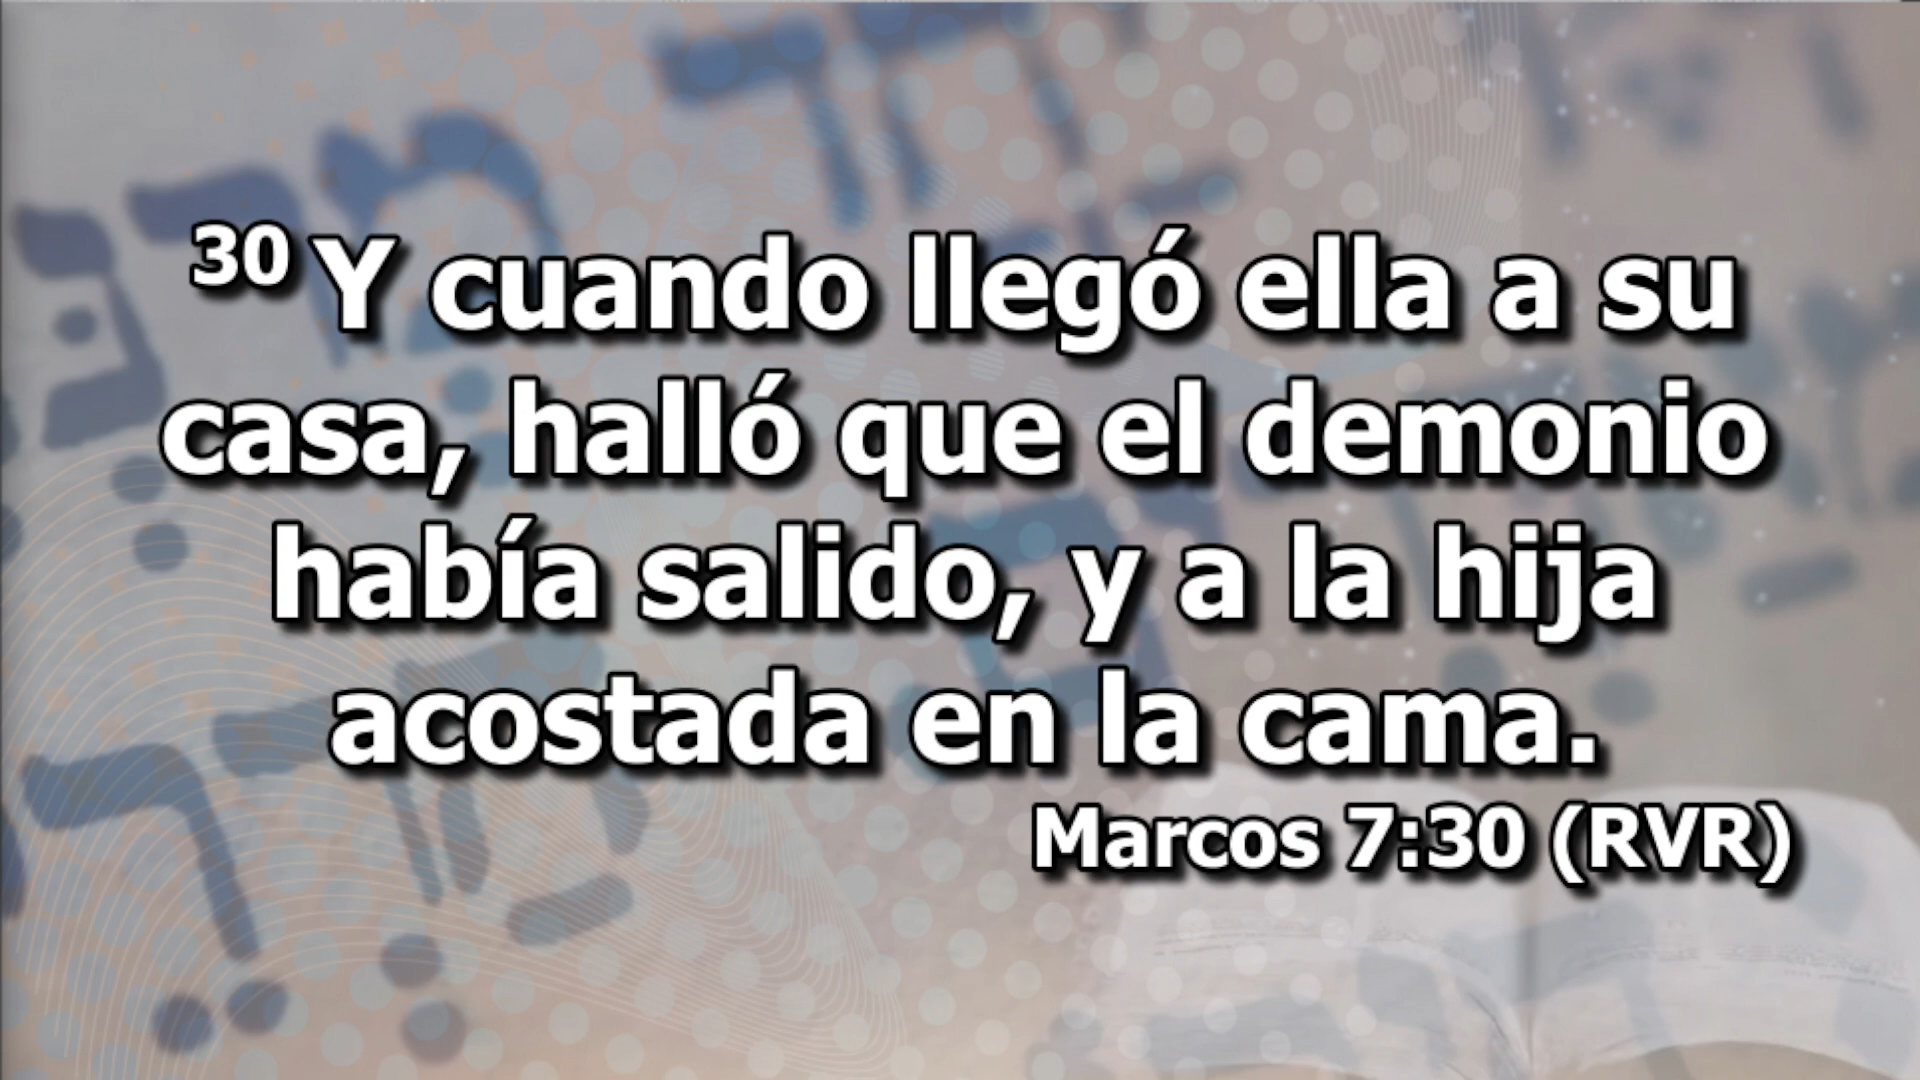 30 Y cuando llegó ella a su
casa, halló que el demonio
había salido, y a la hija
acostada en la cama.
Marcos 7:30 (RVR)